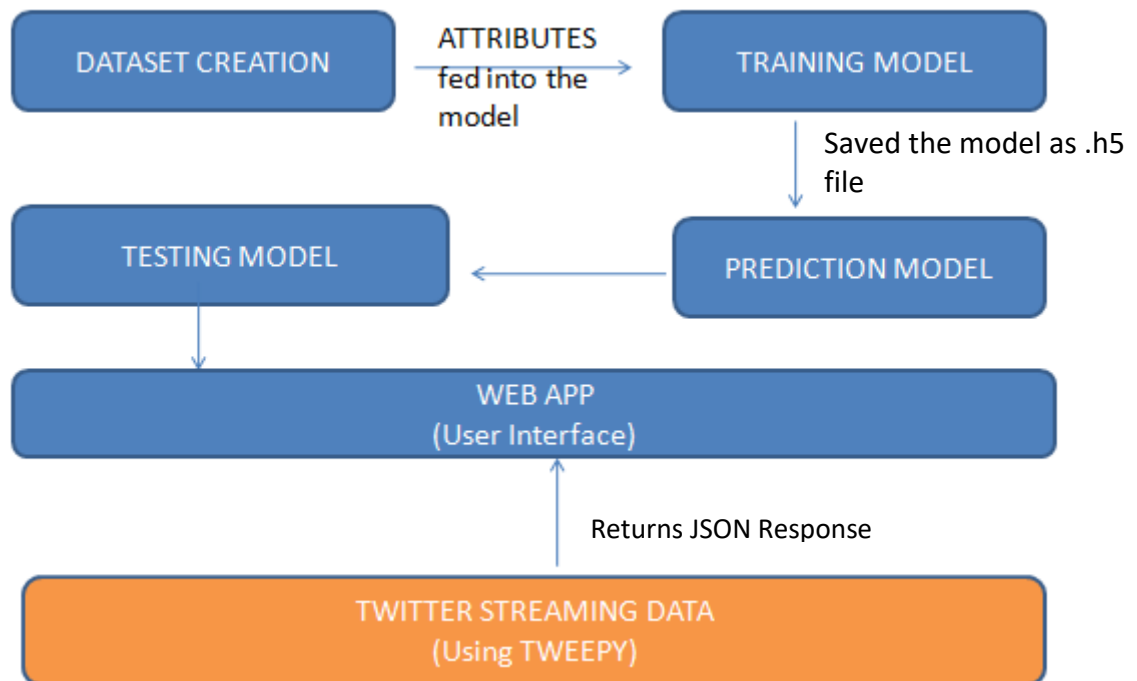 DATASET CREATION
ATTRIBUTES
fed into the
model
TRAINING MODEL
Saved the model as .h5
file
TESTING MODEL
PREDICTION MODEL
WEB APP
(User Interface)
Returns JSON Response
TWITTER STREAMING DATA
(Using TWEEPY)